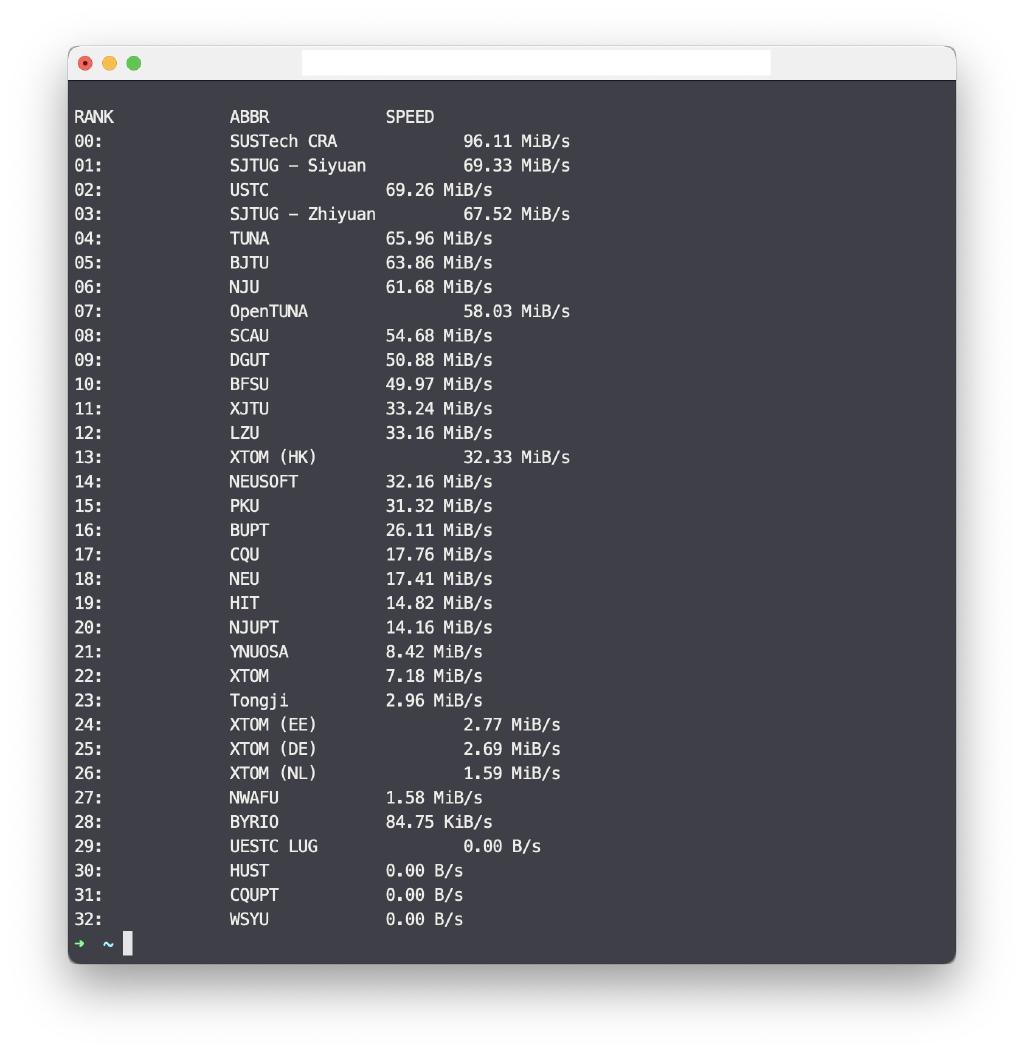 RANK ABBR SPEED
00: SUSTech CRA 96.11 MiB/s
01: SJTUG – Siyuan 69.33 MiB/s
02: USTC 69.26 MiB/s
03: SJTUG – Zhiyuan 67.52 MiB/s
04: TUNA 65.96 MiB/s
05: BJTU 63.86 MiB/s
06: NJU 61.68 MiB/s
07: OpenTUNA 58.03 MiB/s
08: SCAU 54.68 MiB/s
09: DGUT 50.88 MiB/s
10: BFSU 49.97 MiB/s
11: XJTU 33.24 MiB/s
12: LZU 33.16 MiB/s
13: XTOM (HK) 32.33 MiB/s
14: NEUSOFT 32.16 MiB/s
15: PKU 31.32 MiB/s
16: BUPT 26.11 MiB/s
17: CQU 17.76 MiB/s
18: NEU 17.41 MiB/s
19: HIT 14.82 MiB/s
20: NJUPT 14.16 MiB/s
21: YNUOSA 8.42 MiB/s
22: XTOM 7.18 MiB/s
23: Tongji 2.96 MiB/s
24: XTOM (EE) 2.77 MiB/s
25: XTOM (DE) 2.69 MiB/s
26: XTOM (NL) 1.59 MiB/s
27: NWAFU 1.58 MiB/s
28: BYRIO 84.75 KiB/s
29: UESTC LUG 0.00 B/s
30: HUST 0.00 B/s
31: CQUPT 0.00 B/s
32: WSYU 0.00 B/s
➜ ~